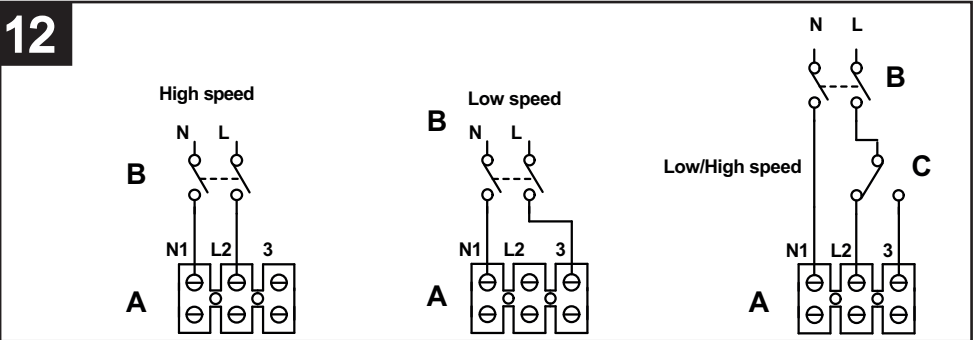 12
High speed
N L
B
N1 L2 3
A
Low speed
B
N L
N1 L2 3
A
N L
B
Low/High speed
C
N1 L2 3
A